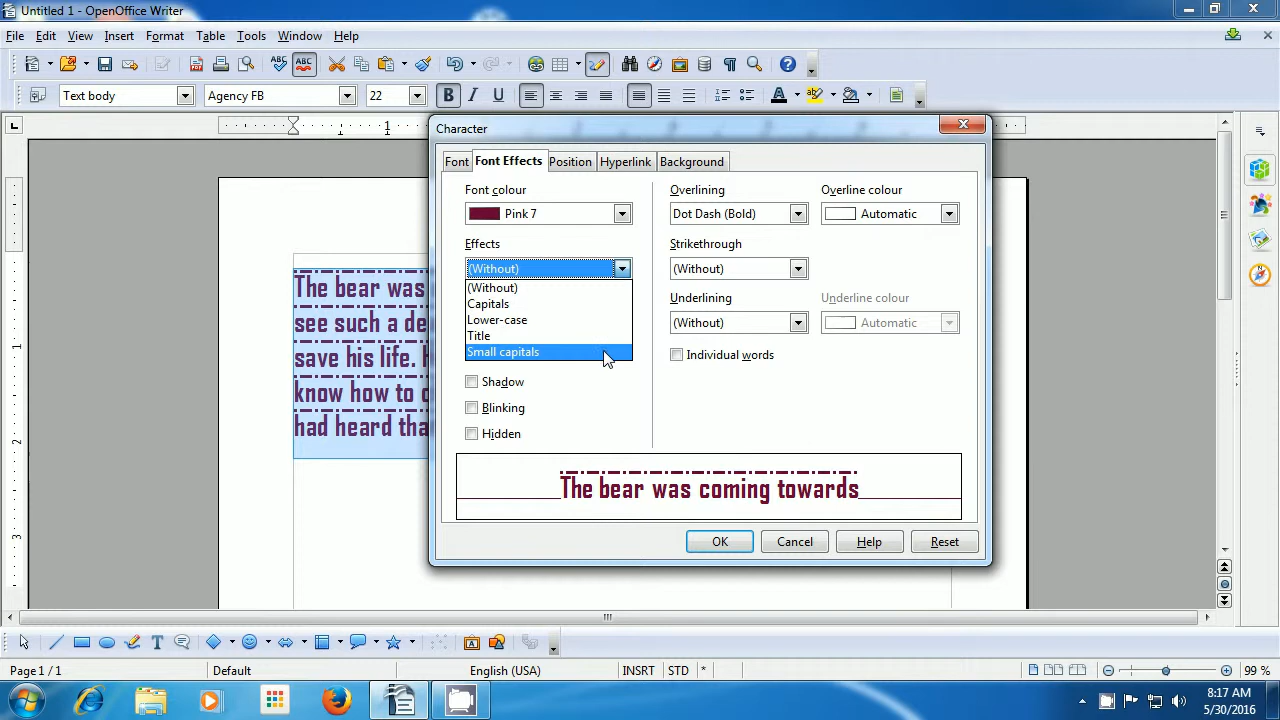 Untitled 1 - OpenOffice Writer
File Edit View Insert Format Table Tools Window Help
Text body Agency FB 22
1
Character
Font Font Effects Position Hyperlink Background
Font colour Overlining Overline colour
Pink 7 Dot Dash (Bold) Automatic
Effects Strikethrough
(Without) (Without)
(Without)
Capitals
Lower-case
Title
Small capitals
Underlining Underline colour
(Without) Automatic
Individual words
Shadow
Blinking
Hidden
The bear was coming towards
OK Cancel Help Reset
The bear was
see such a de
save his life. H
know how to c
had heard tha
1
2
3
Page 1 / 1 Default English (USA) INSRT STD * 99 %
8:17 AM
5/30/2016